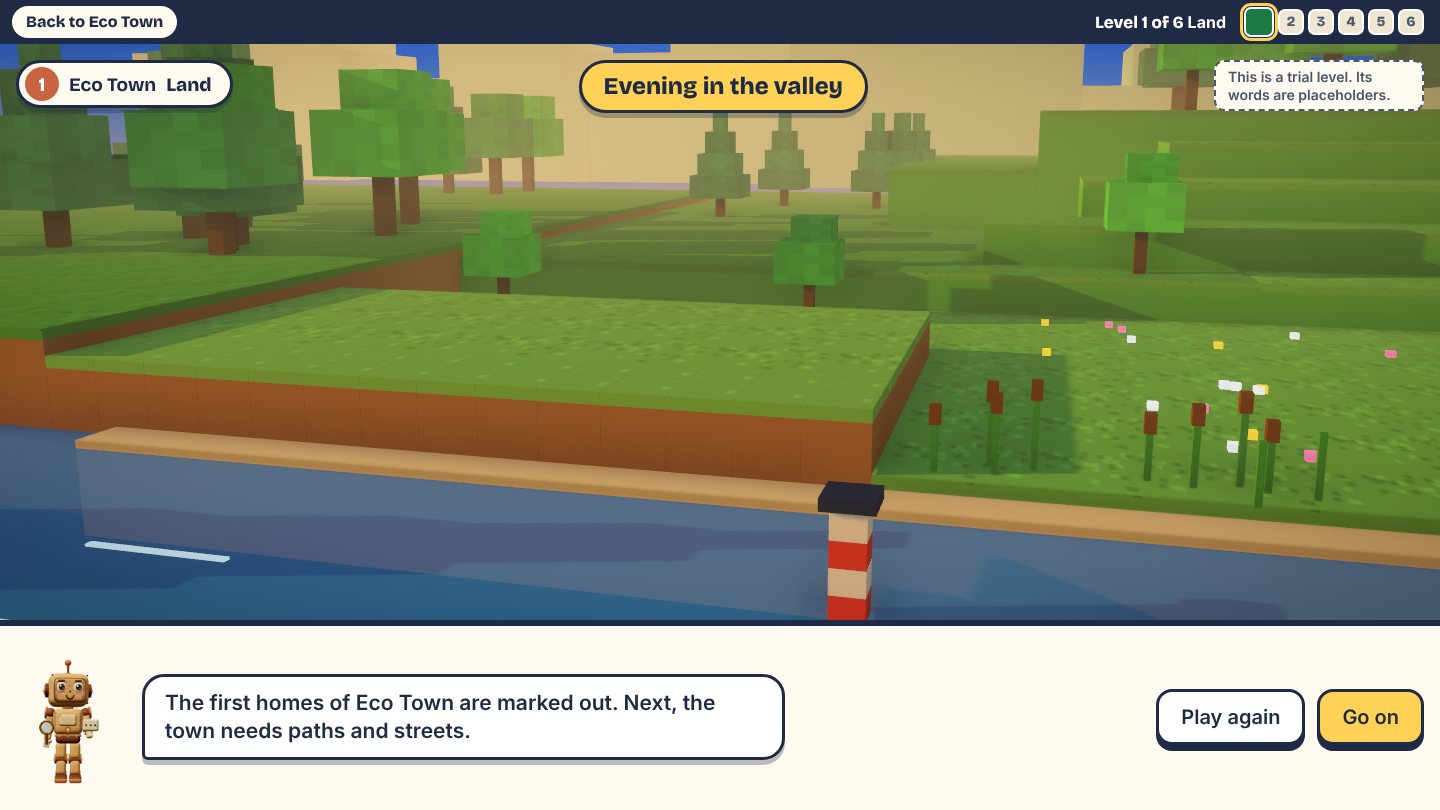 Back to Eco Town
Level 1 of 6 Land
2 3 4 5 6
1 Eco Town Land
Evening in the valley
This is a trial level. Its
words are placeholders.
The first homes of Eco Town are marked out. Next, the
town needs paths and streets.
Play again
Go on